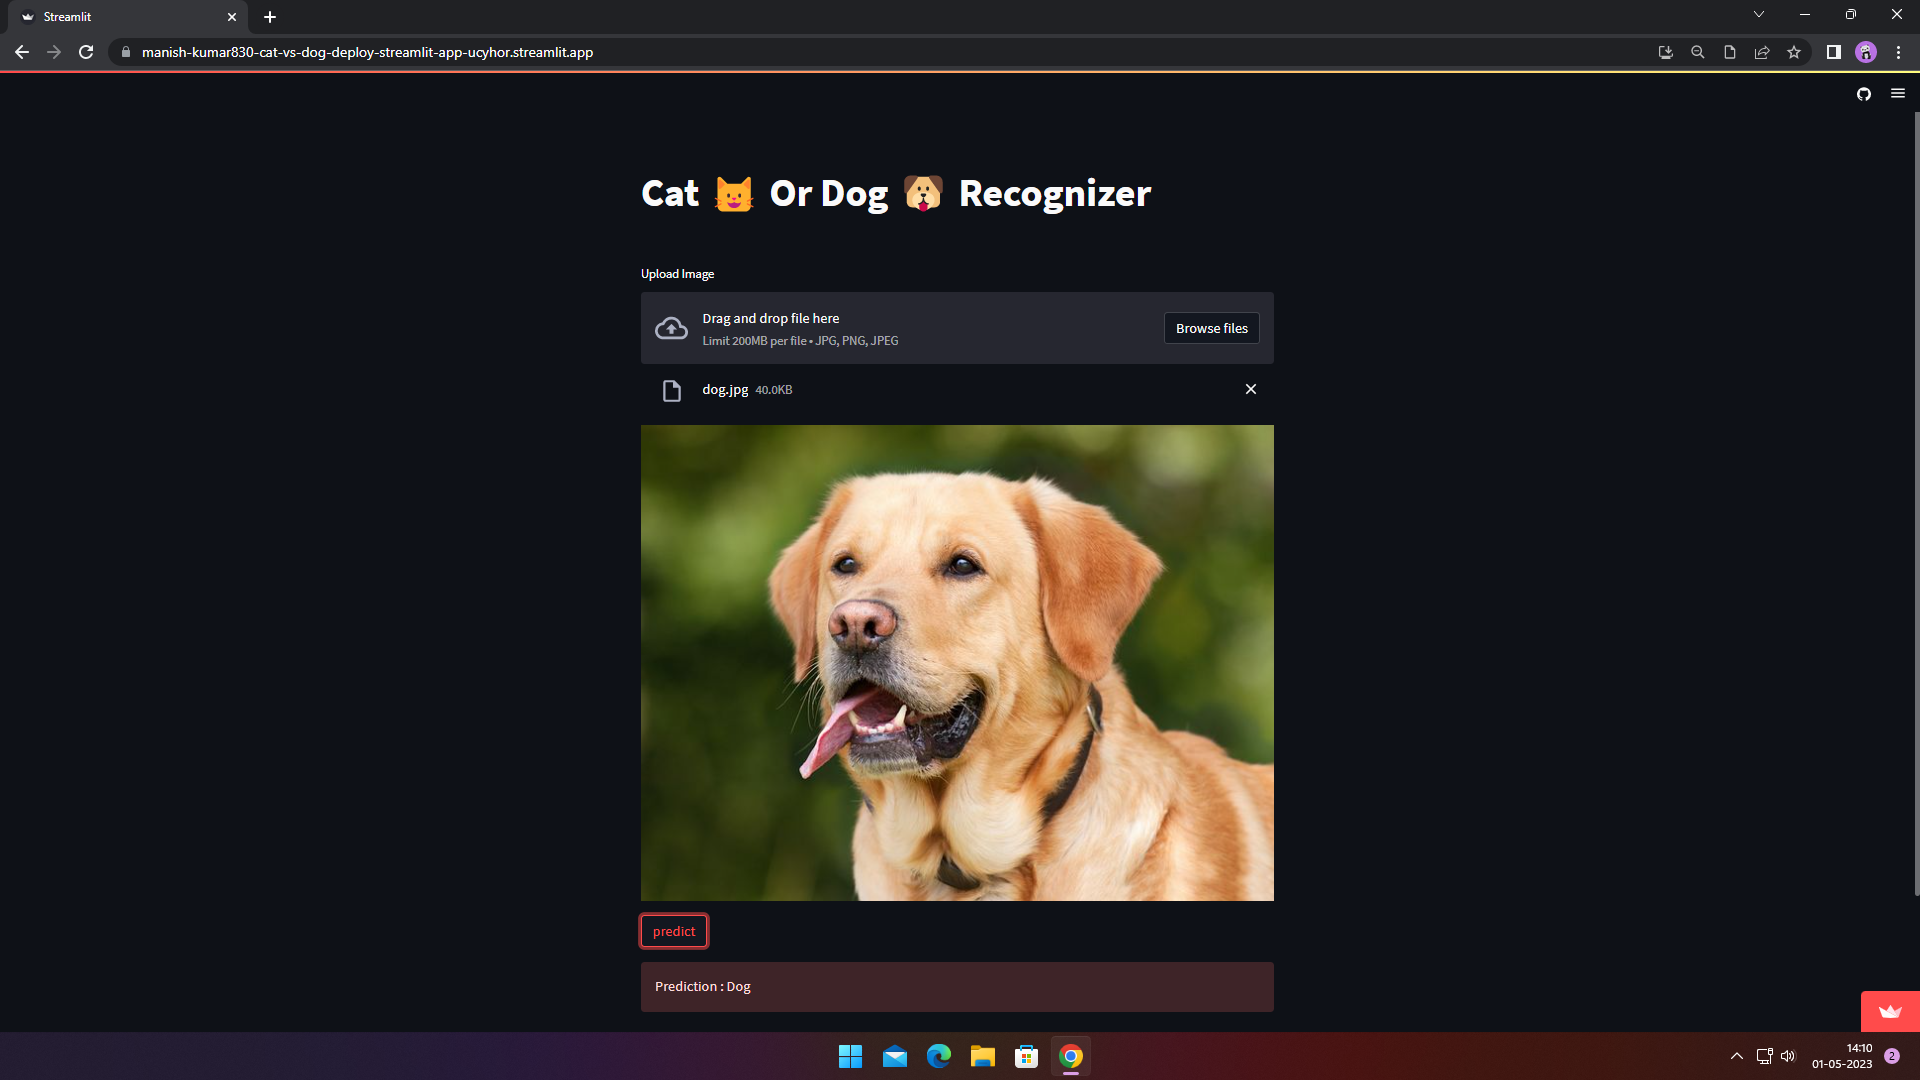 Streamlit
manish-kumar830-cat-vs-dog-deploy-streamlit-app-ucyhor.streamlit.app
Cat 🐱 Or Dog 🐶 Recognizer
Upload Image
Drag and drop file here
Limit 200MB per file • JPG, PNG, JPEG
Browse files
dog.jpg 40.0KB
predict
Prediction : Dog
14:10
01-05-2023
2